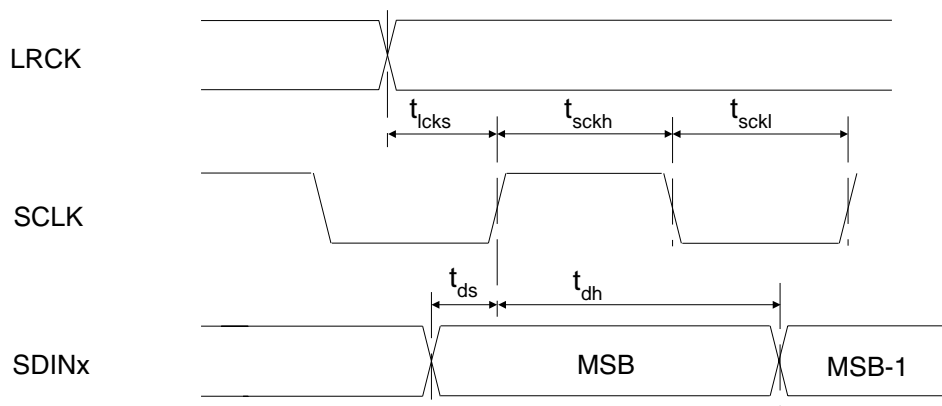 LRCK
t_lcks t_sckh t_sckl
SCLK
t_ds t_dh
SDINx MSB MSB-1